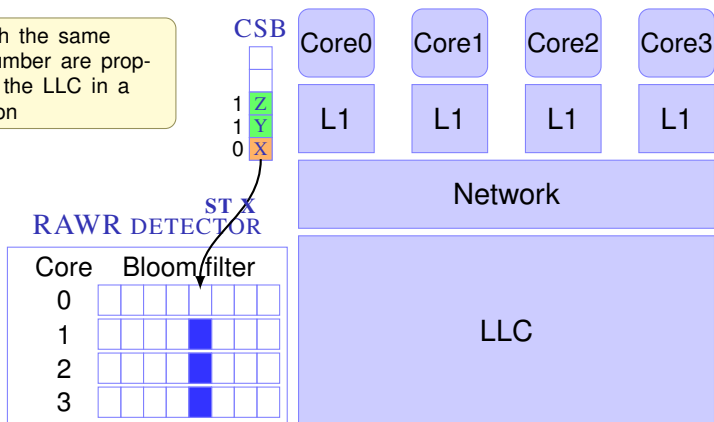 h the same
umber are prop-
the LLC in a
on
CSB
1 Z
1 Y
0 X
Core0 Core1 Core2 Core3
L1 L1 L1 L1
Network
LLC
ST X
RAWR DETECTOR
Core Bloom filter
0
1
2
3